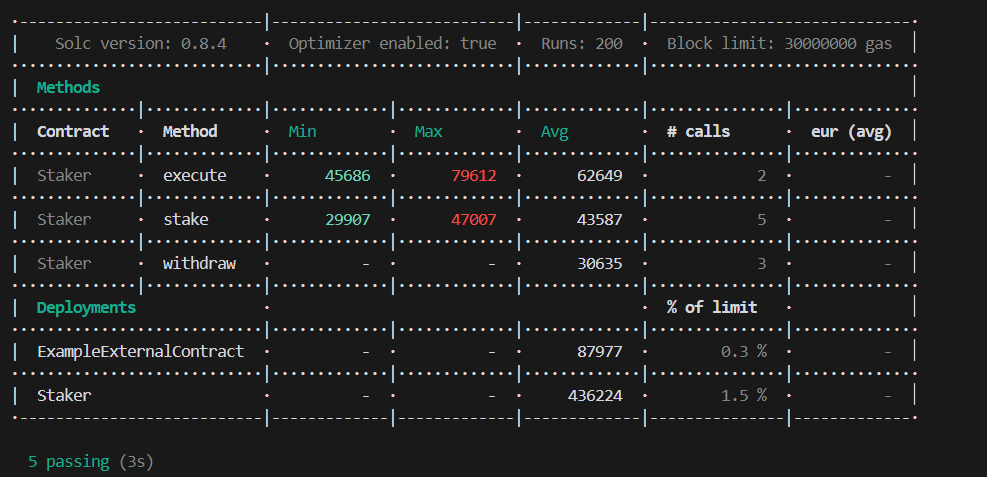 Solc version: 0.8.4 · Optimizer enabled: true · Runs: 200 · Block limit: 30000000 gas
Methods
Contract · Method · Min · Max · Avg · # calls · eur (avg)
Staker · execute · 45686 · 79612 · 62649 · 2 · -
Staker · stake · 29907 · 47007 · 43587 · 5 · -
Staker · withdraw · - · - · 30635 · 3 · -
Deployments · · % of limit ·
ExampleExternalContract · - · - · 87977 · 0.3 % · -
Staker · - · - · 436224 · 1.5 % · -
5 passing (3s)